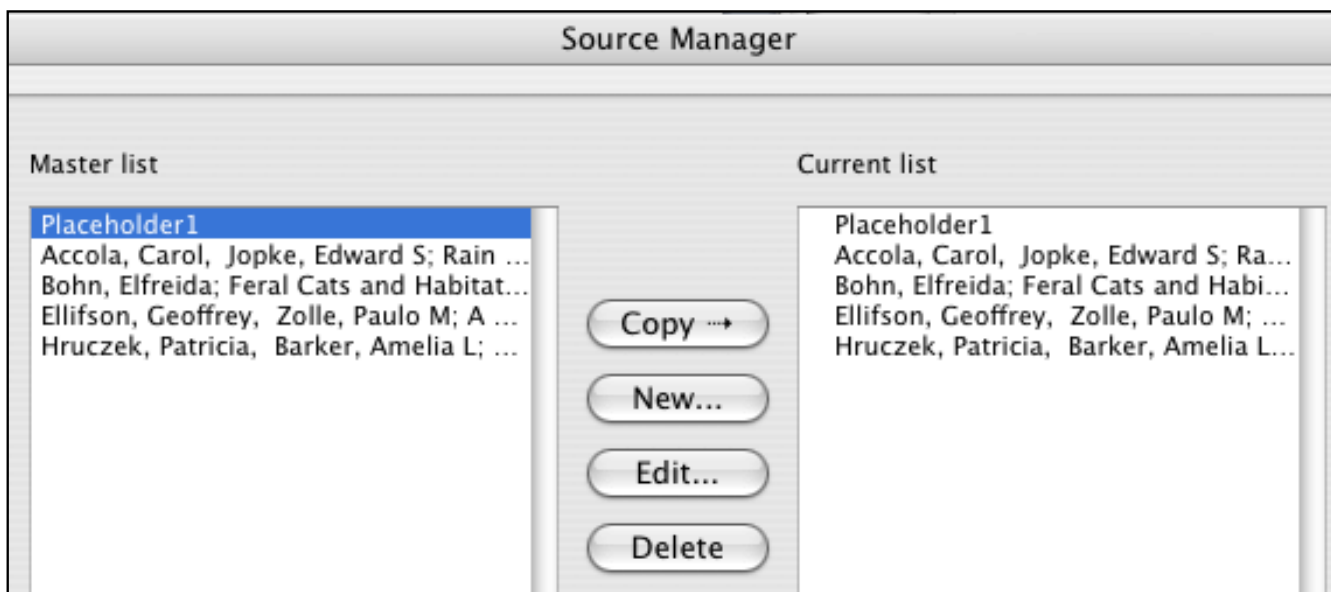 Source Manager
Master list
Placeholder1
Accola, Carol,  Jopke, Edward S; Rain ...
Bohn, Elfreida; Feral Cats and Habitat...
Ellifson, Geoffrey,  Zolle, Paulo M; A ...
Hruczek, Patricia,  Barker, Amelia L; ...
Copy ⇢
New...
Edit...
Delete
Current list
Placeholder1
Accola, Carol,  Jopke, Edward S; Ra...
Bohn, Elfreida; Feral Cats and Habi...
Ellifson, Geoffrey,  Zolle, Paulo M; ...
Hruczek, Patricia,  Barker, Amelia L...